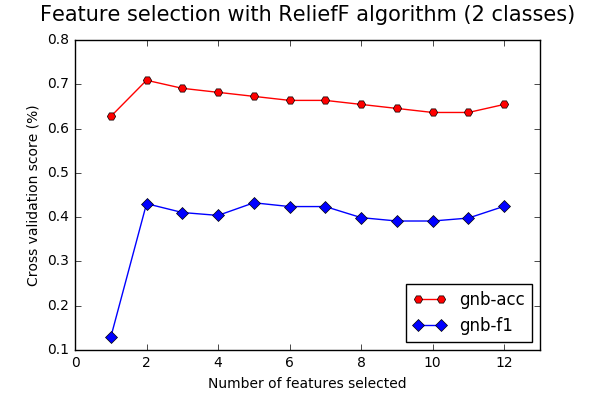 Feature selection with ReliefF algorithm (2 classes)
Cross validation score (%)
0.8
0.7
0.6
0.5
0.4
0.3
0.2
0.1
0 2 4 6 8 10 12
Number of features selected
gnb-acc
gnb-f1